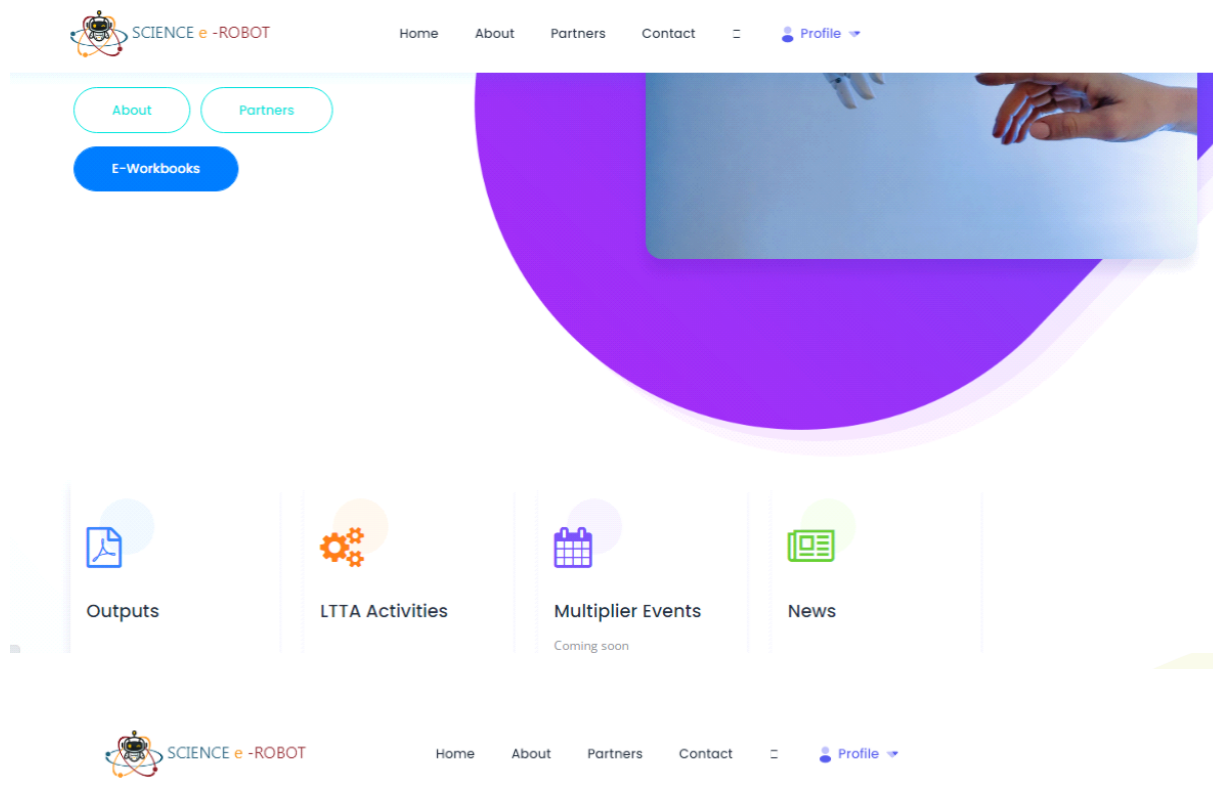 SCIENCE e -ROBOT Home About Partners Contact Profile
About Partners
E-Workbooks
Outputs LTTA Activities Multiplier Events News
Coming soon
SCIENCE e -ROBOT Home About Partners Contact Profile